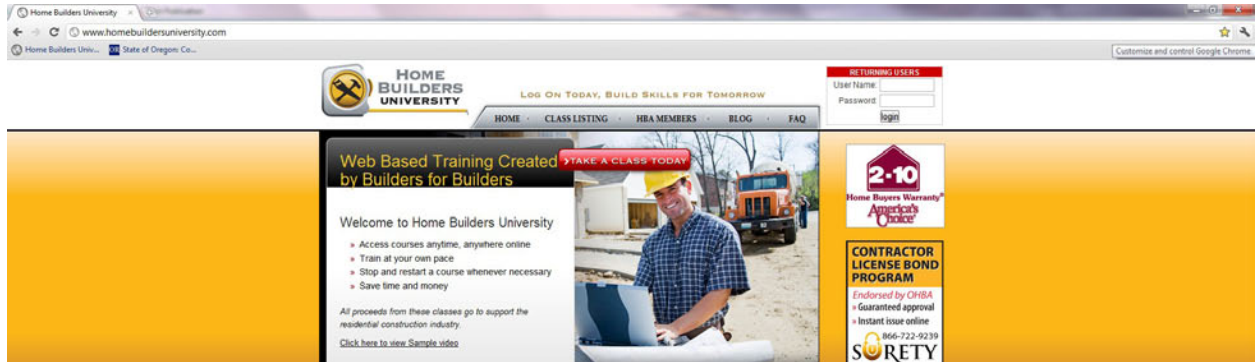 Home Builders University
www.homebuildersuniversity.com
Home Builders Univ...
OR State of Oregon: Co...
Customize and control Google Chrome
HOME
BUILDERS
UNIVERSITY
LOG ON TODAY, BUILD SKILLS FOR TOMORROW
RETURNING USERS
User Name:
Password:
login
HOME
CLASS LISTING
HBA MEMBERS
BLOG
FAQ
Web Based Training Created
by Builders for Builders
TAKE A CLASS TODAY
Welcome to Home Builders University
» Access courses anytime, anywhere online
» Train at your own pace
» Stop and restart a course whenever necessary
» Save time and money
All proceeds from these classes go to support the
residential construction industry.
Click here to view Sample video
2-10
Home Buyers Warranty®
America's
Choice®
CONTRACTOR
LICENSE BOND
PROGRAM
Endorsed by OHBA
» Guaranteed approval
» Instant issue online
866-722-9239
SURETY